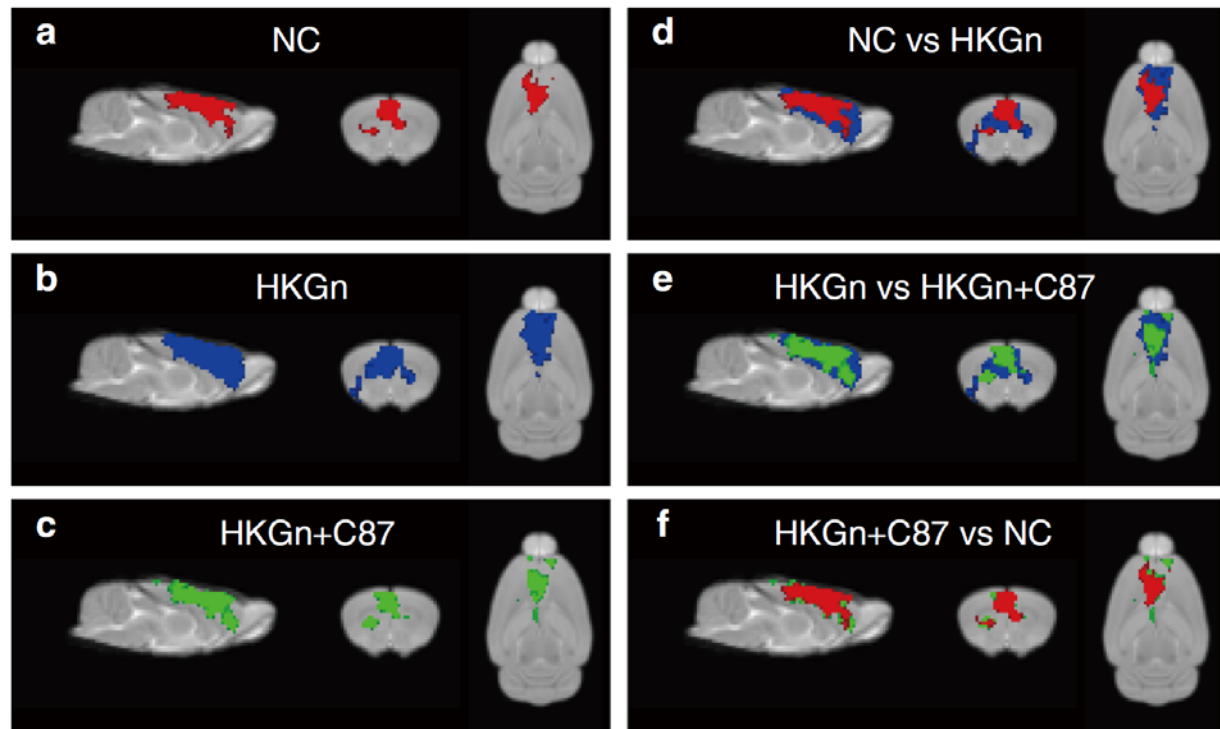 a
NC
b
HKGn
c
HKGn+C87
d
NC vs HKGn
e
HKGn vs HKGn+C87
f
HKGn+C87 vs NC